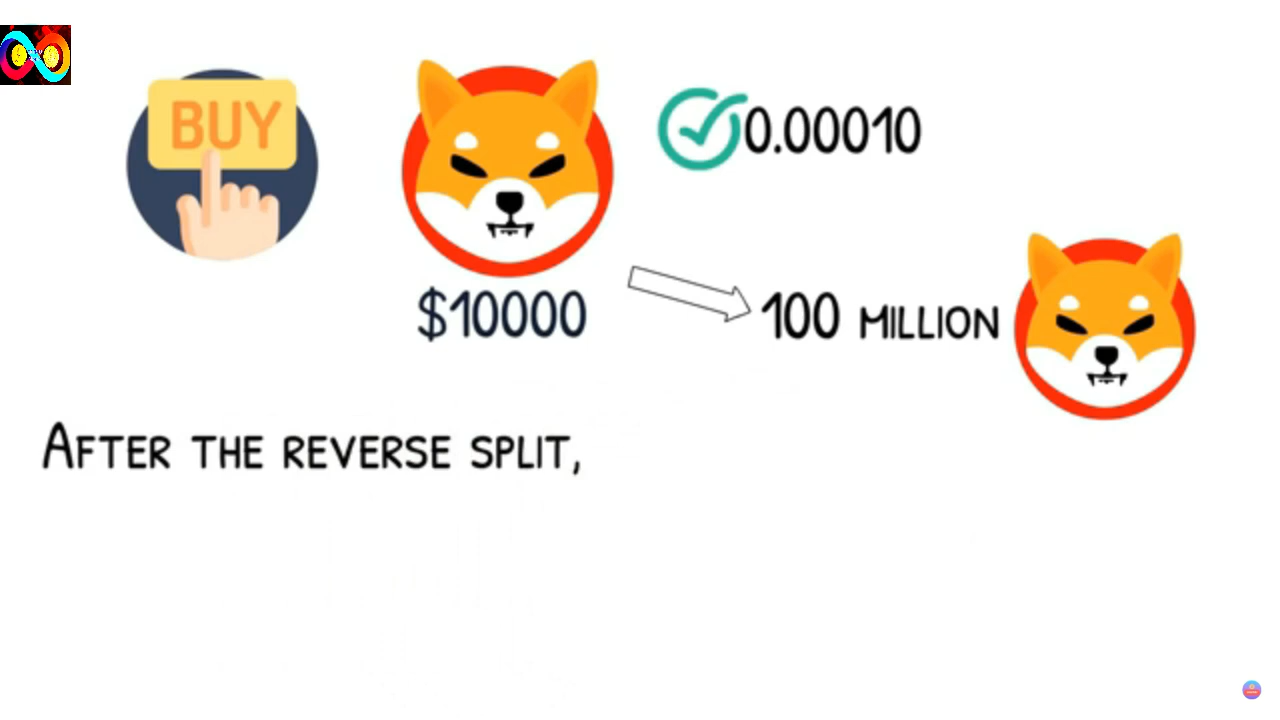 BUY
0.00010
$10000
100 MILLION
AFTER THE REVERSE SPLIT,